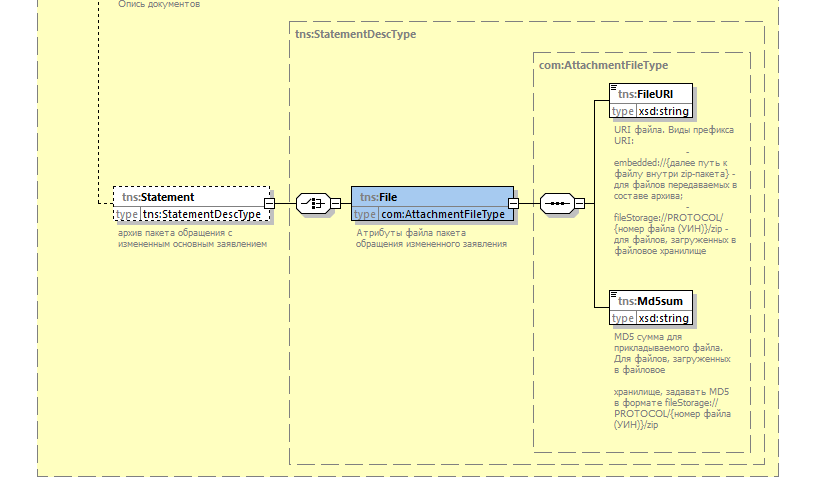 Опись документов
tns:StatementDescType
com:AttachmentFileType
tns:FileURI
type xsd:string
URI файла. Виды префикса
URI:
-
embedded://{далее путь к
файлу внутри zip-пакета} -
для файлов передаваемых в
составе архива;
-
fileStorage://PROTOCOL/
{номер файла (УИН)}/zip -
для файлов, загруженных в
файловое хранилище
tns:Statement
type tns:StatementDescType
архив пакета обращения с
измененным основным заявлением
tns:File
type com:AttachmentFileType
Атрибуты файла пакета
обращения измененного заявления
tns:Md5sum
type xsd:string
MD5 сумма для
прикладываемого файла.
Для файлов, загруженных
в файловое
хранилище, задавать MD5
в формате fileStorage://
PROTOCOL/{номер файла
(УИН)}/zip